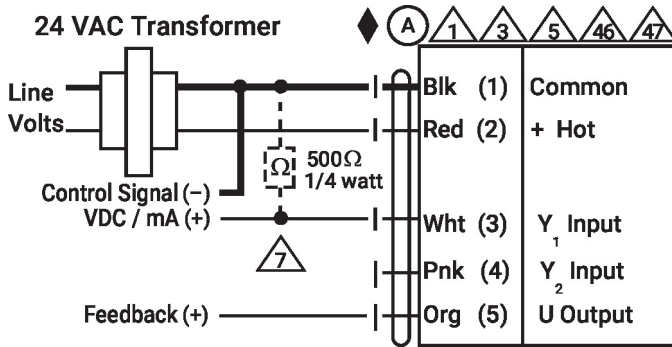 24 VAC Transformer
A 1 3 5 46 47
Line
Volts
Blk (1) Common
Red (2) + Hot
Ω 500Ω
1/4 watt
Control Signal (−)
VDC / mA (+)
Wht (3) Y1 Input
7
Pnk (4) Y2 Input
Feedback (+)
Org (5) U Output